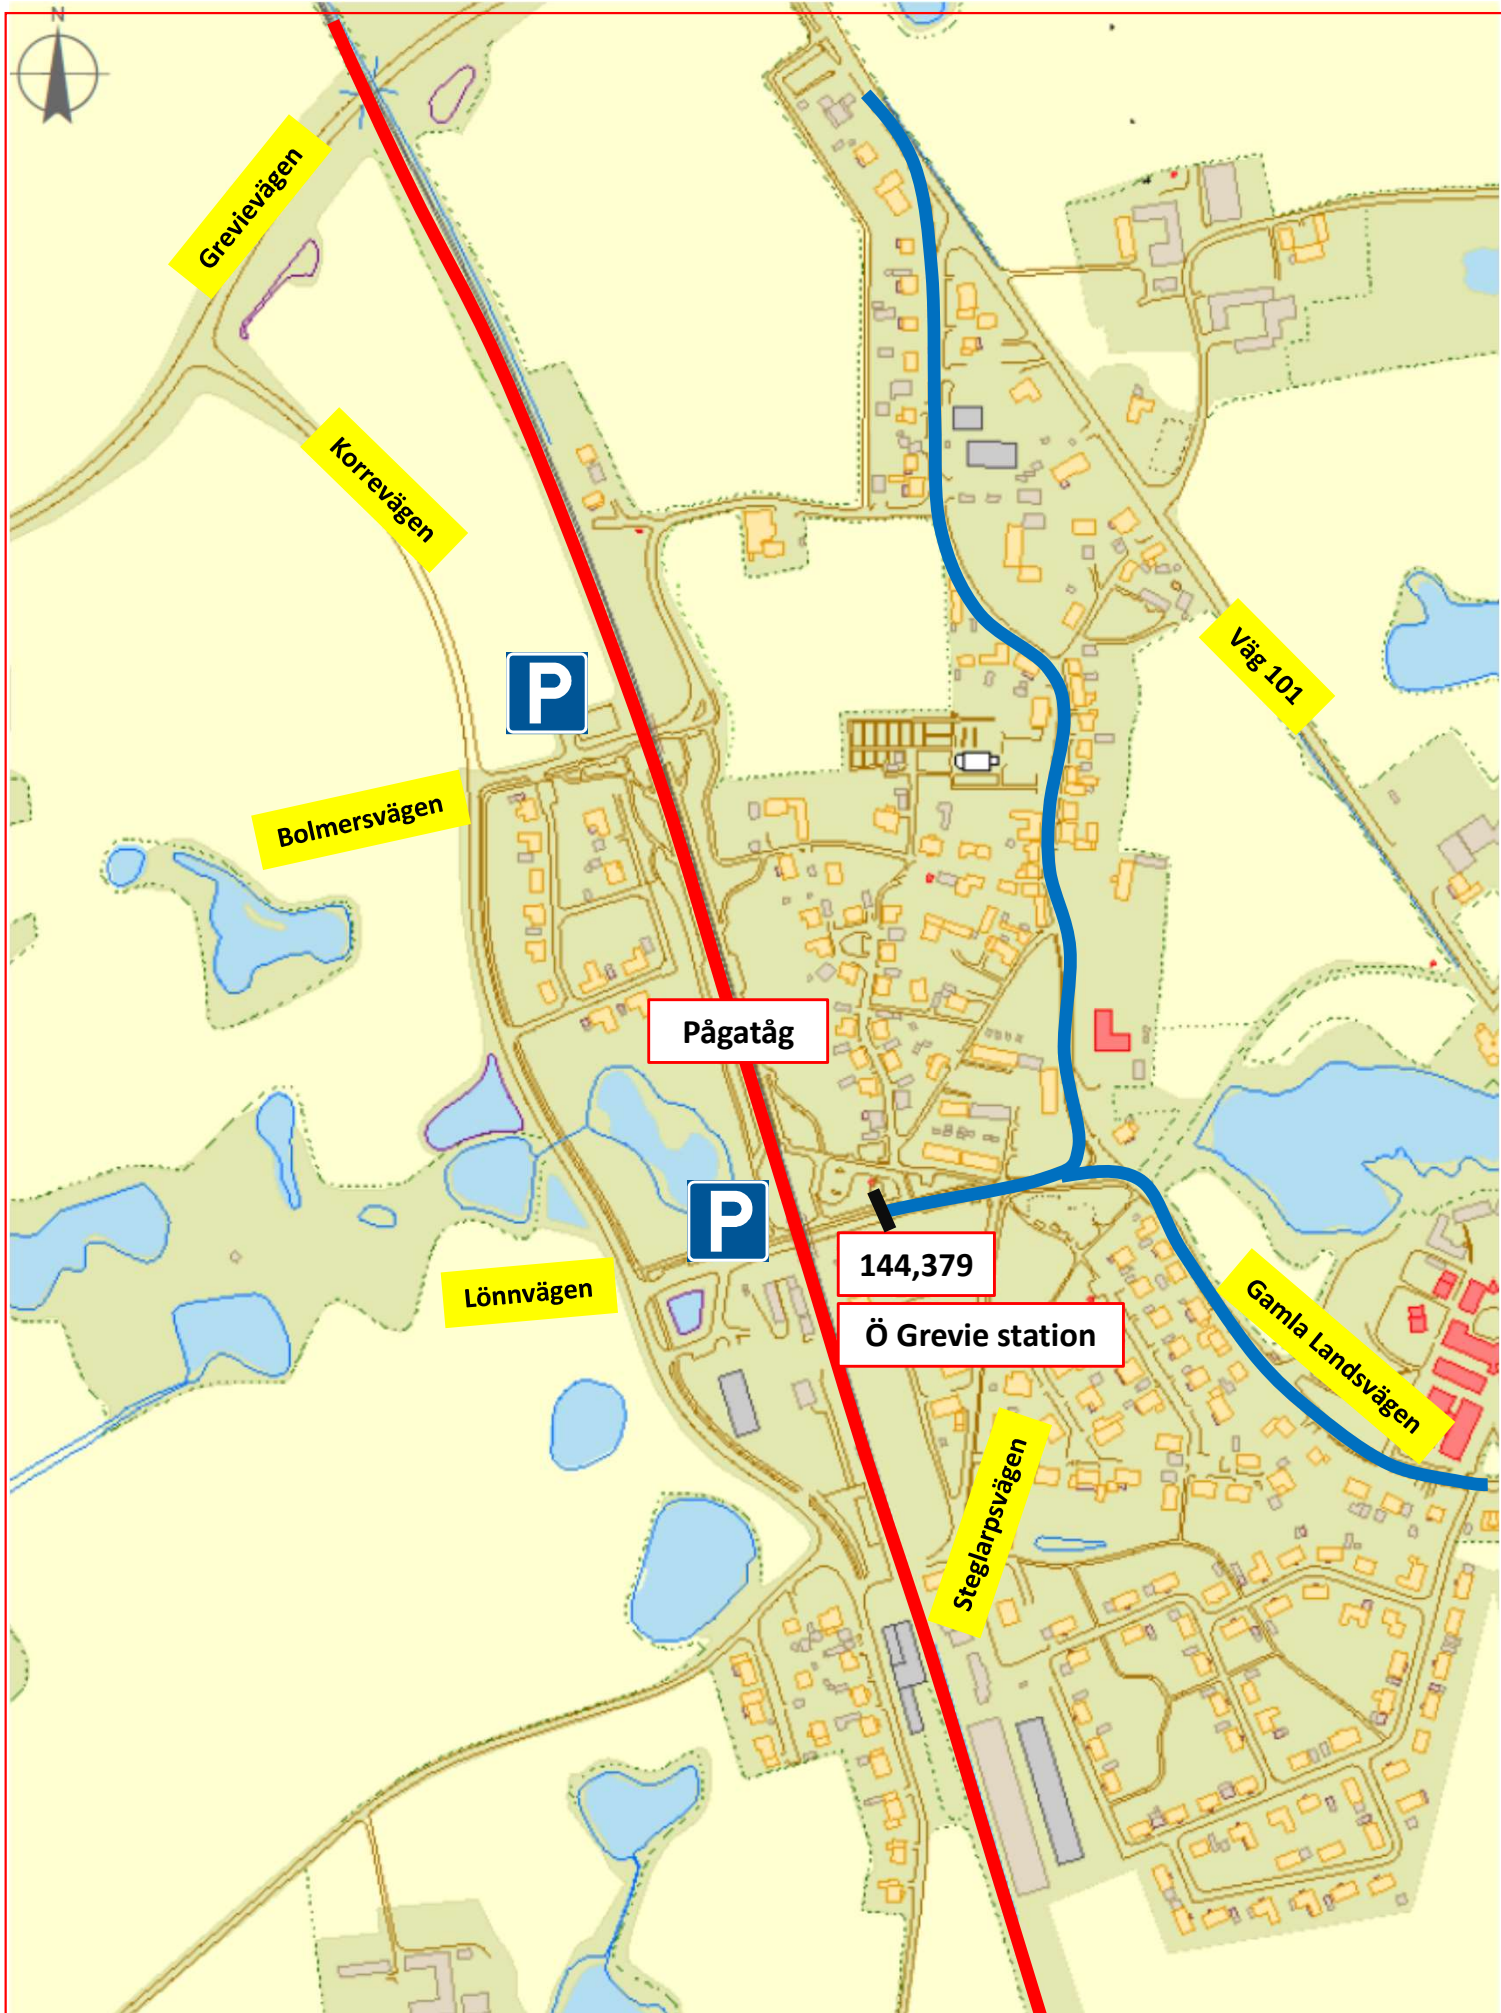 N
Grevievägen
Korrevägen
P
Väg 101
Bolmersvägen
Pågatåg
P
144,379
Lönnvägen
Ö Grevie station
Gamla Landsvägen
Steglarpsvägen